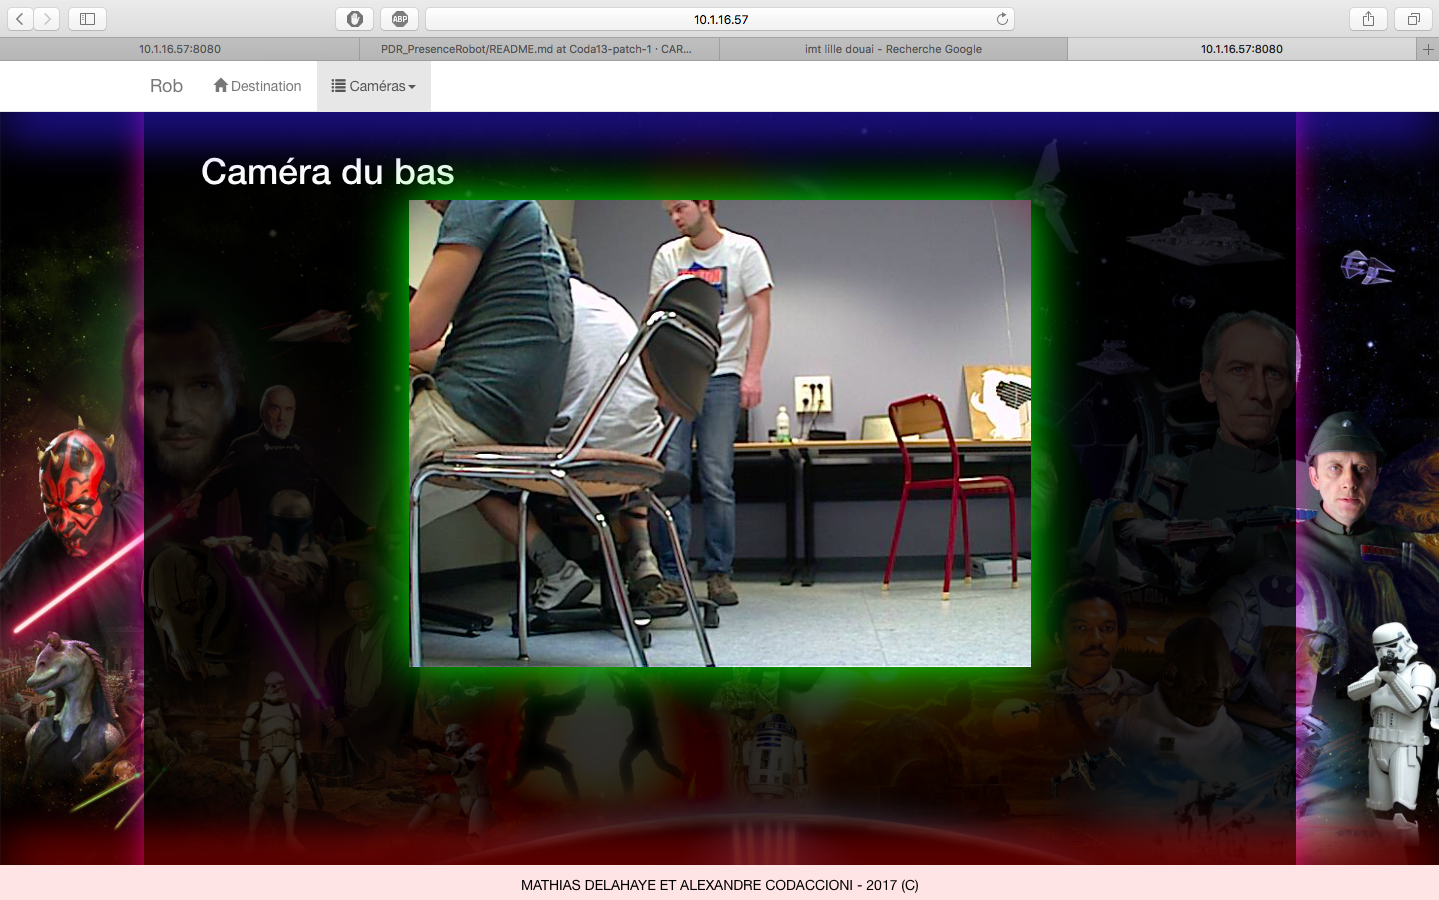 10.1.16.57
10.1.16.57:8080
PDR_PresenceRobot/README.md at Coda13-patch-1 · CAR...
imt lille douai - Recherche Google
10.1.16.57:8080
Rob
Destination
Caméras
Caméra du bas
MATHIAS DELAHAYE ET ALEXANDRE CODACCIONI - 2017 (C)